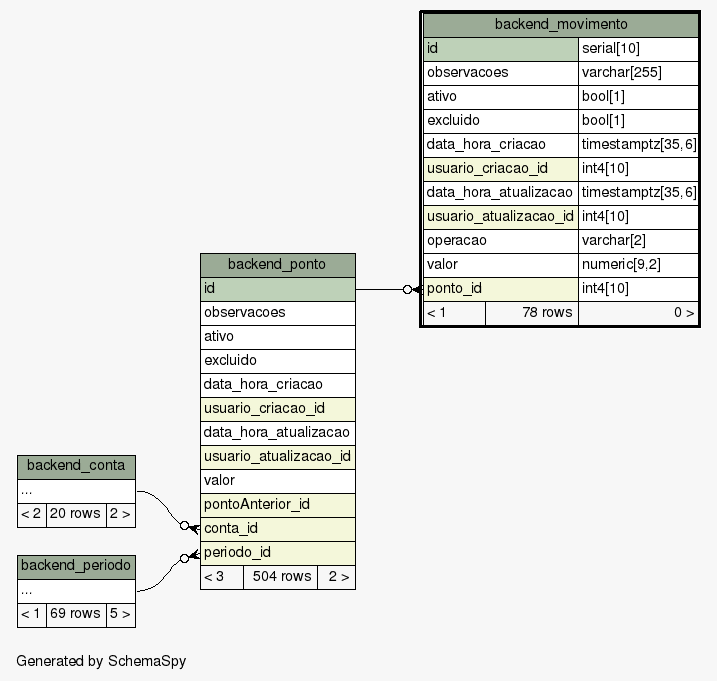 backend_movimento
id serial[10]
observacoes varchar[255]
ativo bool[1]
excluido bool[1]
data_hora_criacao timestamptz[35,6]
usuario_criacao_id int4[10]
data_hora_atualizacao timestamptz[35,6]
usuario_atualizacao_id int4[10]
operacao varchar[2]
valor numeric[9,2]
ponto_id int4[10]
< 1 78 rows 0 >
backend_ponto
id
observacoes
ativo
excluido
data_hora_criacao
usuario_criacao_id
data_hora_atualizacao
usuario_atualizacao_id
valor
pontoAnterior_id
conta_id
periodo_id
< 3 504 rows 2 >
backend_conta
...
< 2 20 rows 2 >
backend_periodo
...
< 1 69 rows 5 >
Generated by SchemaSpy